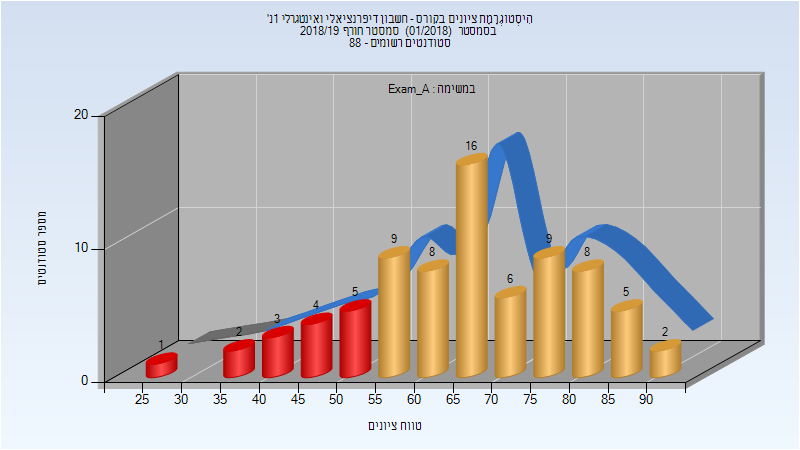 היסטוגרמת ציונים בקורס - חשבון דיפרנציאלי ואינטגרלי 1נ'
בסמסטר (01/2018) סמסטר חורף 2018/19
סטודנטים רשומים - 88
במשימה : Exam_A
20
10
0
מספר סטודנטים
1
2
3
4
5
9
8
16
6
9
8
5
2
25 30 35 40 45 50 55 60 65 70 75 80 85 90
טווח ציונים